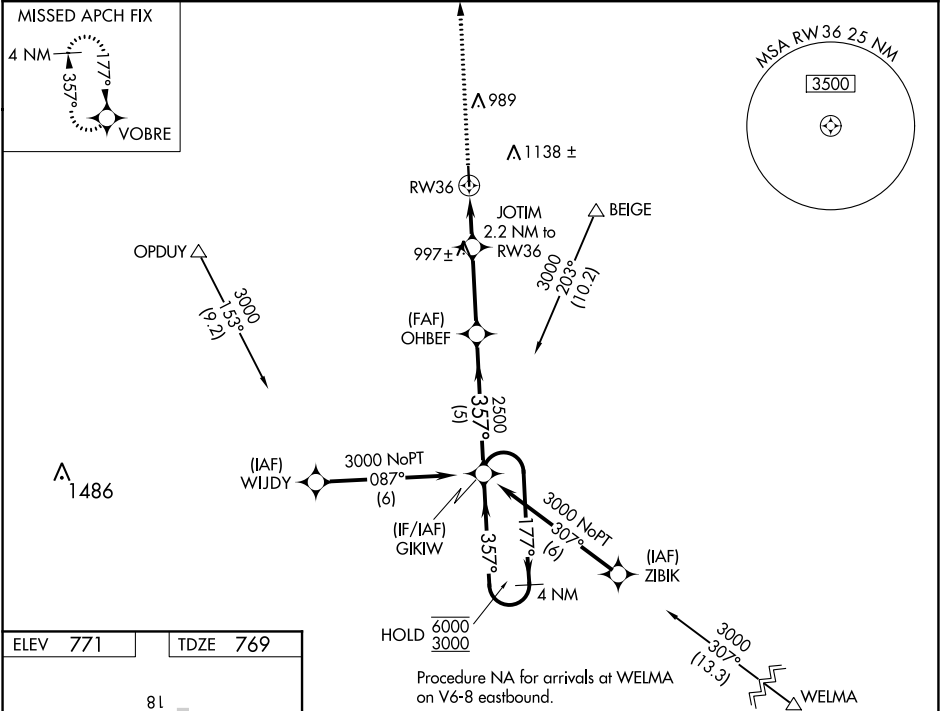 MISSED APCH FIX
4 NM
357°
177°
VOBRE
MSA RW36 25 NM
3500
989
1138 ±
RW36
JOTIM
2.2 NM to
RW36
997 ±
BEIGE
3000
203°
(10.2)
OPDUY
3000
153°
(9.2)
(FAF)
OHBEF
2500
357°
(5)
1486
(IAF)
WIJDY
3000 NoPT
087°
(6)
(IF/IAF)
GIKIW
3000 NoPT
307°
(6)
(IAF)
ZIBIK
357°
177°
4 NM
HOLD
6000
3000
3000
307°
(13.3)
WELMA
Procedure NA for arrivals at WELMA
on V6-8 eastbound.
ELEV 771
TDZE 769
18